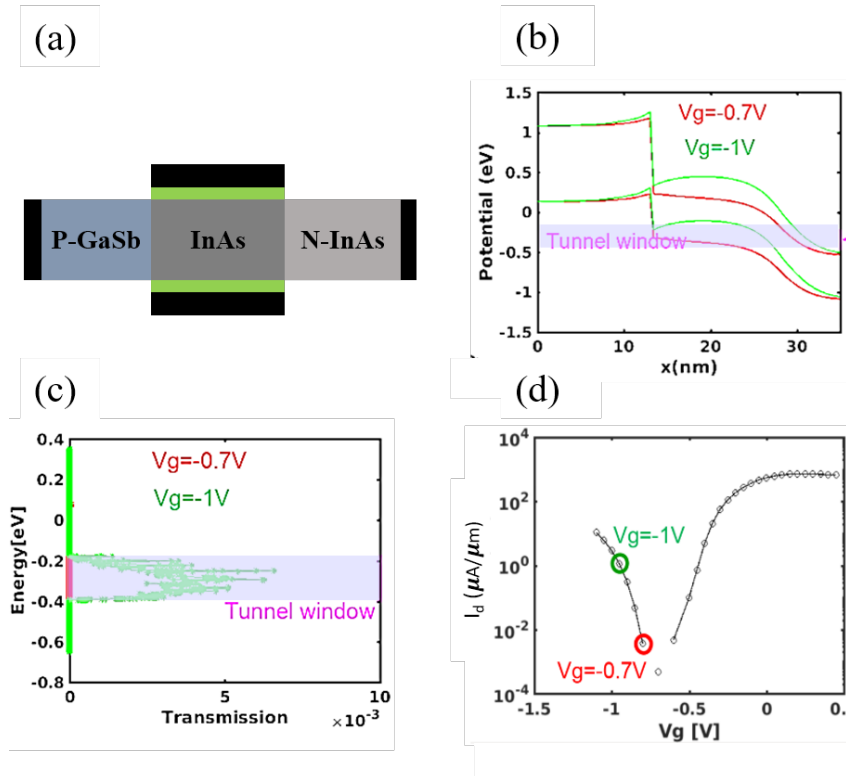 (a)
P-GaSb
InAs
N-InAs
(b)
1.5
1
0.5
0
-0.5
-1
-1.5
Potential (eV)
Vg=-0.7V
Vg=-1V
Tunnel window
0
10
20
30
x(nm)
(c)
0.4
0.2
0
-0.2
-0.4
-0.6
-0.8
Energy[eV]
Vg=-0.7V
Vg=-1V
Tunnel window
0
5
10
Transmission
×10⁻³
(d)
10⁴
10²
10⁰
10⁻²
10⁻⁴
I_d (µA/µm)
Vg=-1V
Vg=-0.7V
-1.5
-1
-0.5
0
0.
Vg [V]